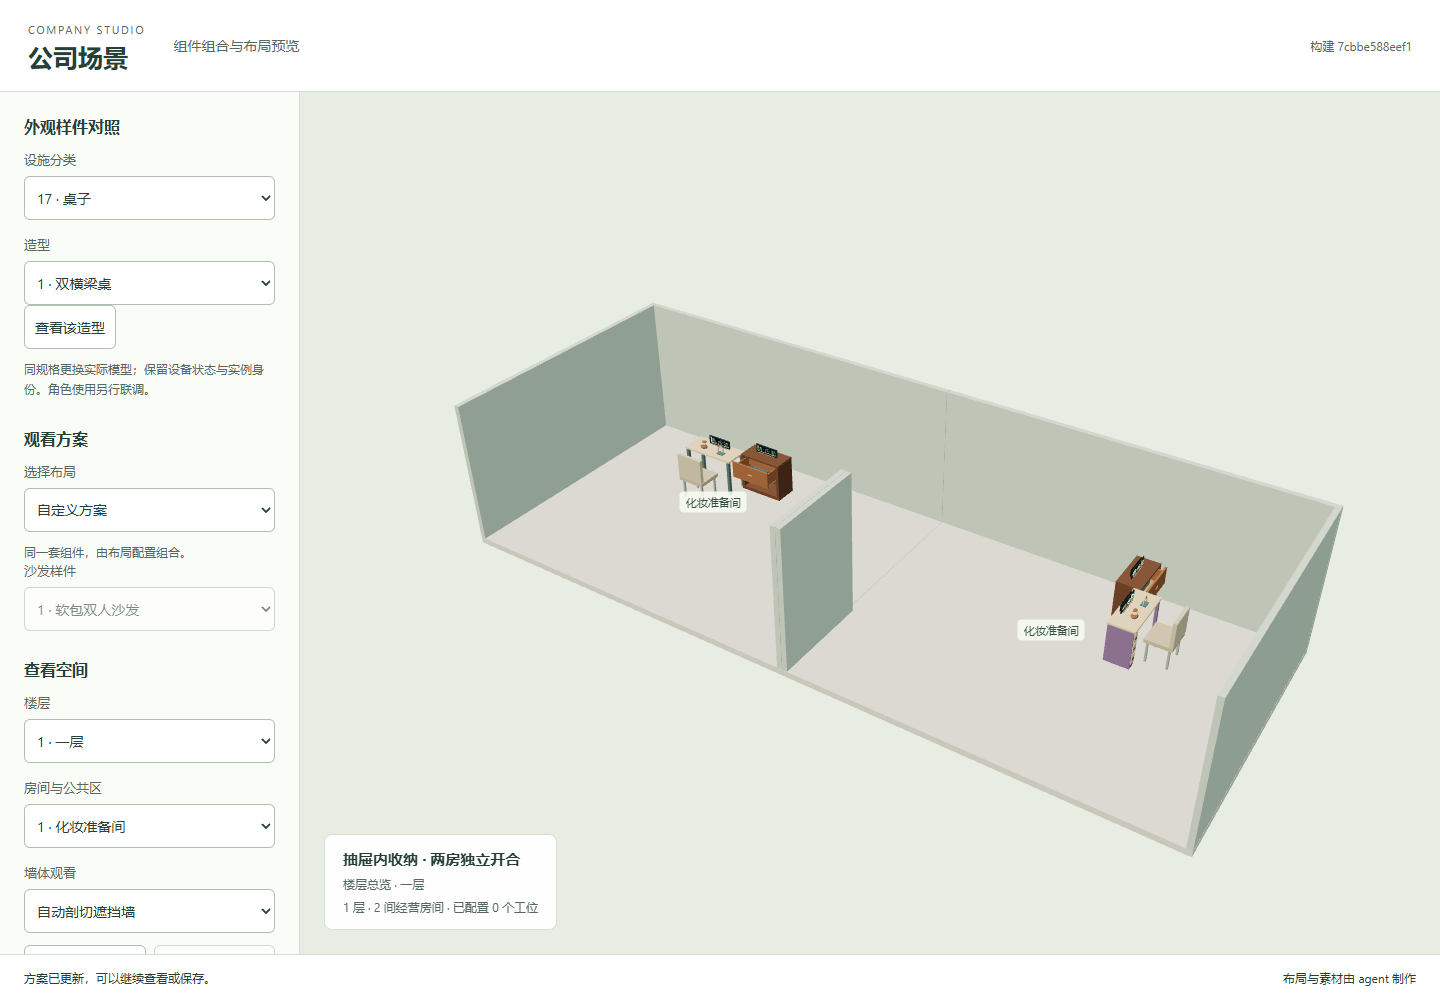 COMPANY STUDIO
公司场景
组件组合与布局预览
构建 7cbbe588eef1
外观样件对照
设施分类
17 · 桌子
造型
1 · 双横梁桌
查看该造型
同规格更换实际模型；保留设备状态与实例身
份。角色使用另行联调。
观看方案
选择布局
自定义方案
同一套组件，由布局配置组合。
沙发样件
1 · 软包双人沙发
查看空间
楼层
1 · 一层
房间与公共区
1 · 化妆准备间
墙体观看
自动剖切遮挡墙
化妆准备间
化妆准备间
抽屉内收纳 · 两房独立开合
楼层总览 · 一层
1 层 · 2 间经营房间 · 已配置 0 个工位
方案已更新，可以继续查看或保存。
布局与素材由 agent 制作